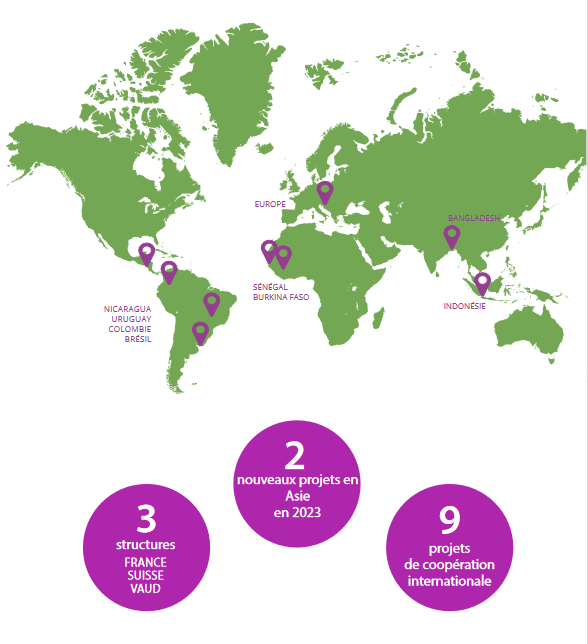 EUROPE
BANGLADESH
SÉNÉGAL
BURKINA FASO
NICARAGUA
URUGUAY
COLOMBIE
BRÉSIL
INDONÉSIE
2
nouveaux projets en
Asie
en 2023
3
structures
FRANCE
SUISSE
VAUD
9
projets
de coopération
internationale